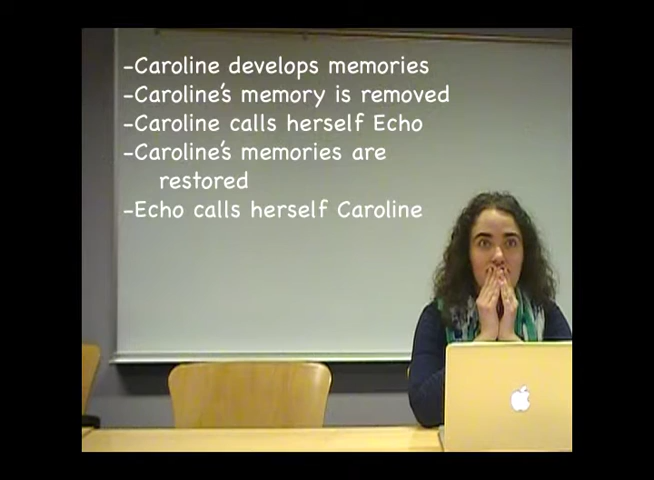 -Caroline develops memories
-Caroline's memory is removed
-Caroline calls herself Echo
-Caroline's memories are
restored
-Echo calls herself Caroline